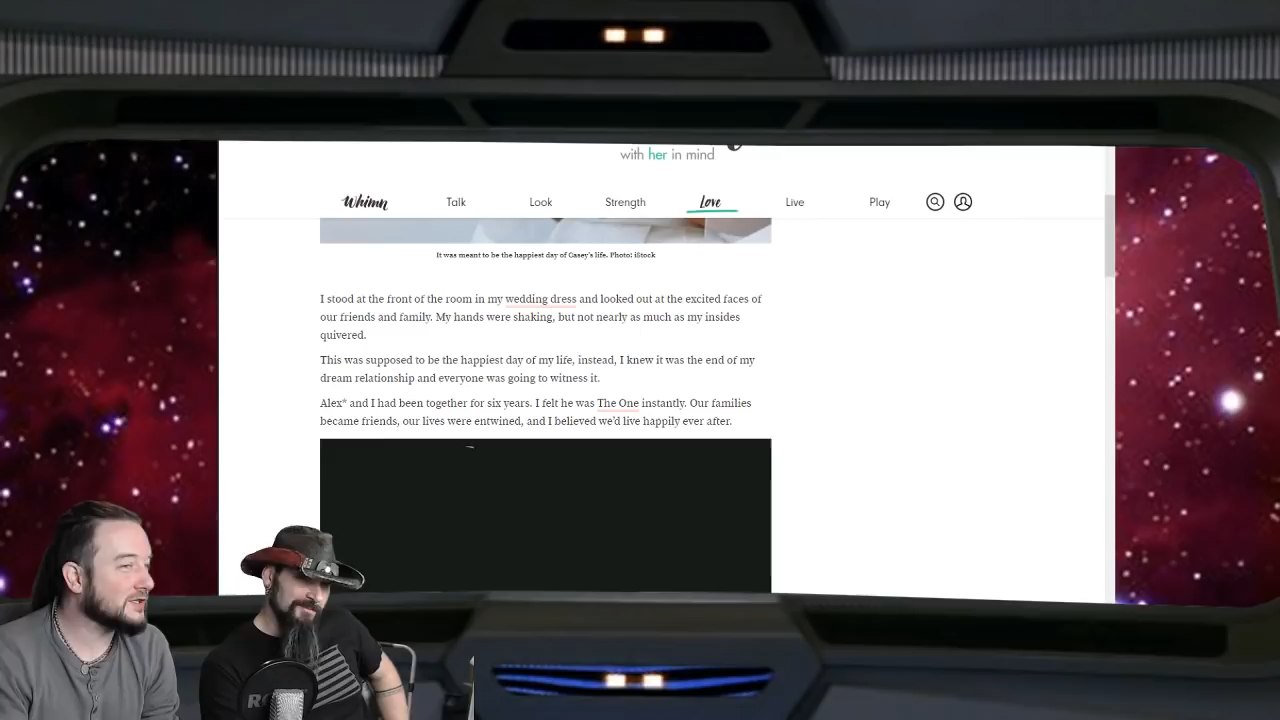 with her in mind
Whimn Talk Look Strength Love Live Play
It was meant to be the happiest day of Casey's life. Photo: iStock
I stood at the front of the room in my wedding dress and looked out at the excited faces of
our friends and family. My hands were shaking, but not nearly as much as my insides
quivered.
This was supposed to be the happiest day of my life, instead, I knew it was the end of my
dream relationship and everyone was going to witness it.
Alex* and I had been together for six years. I felt he was The One instantly. Our families
became friends, our lives were entwined, and I believed we'd live happily ever after.